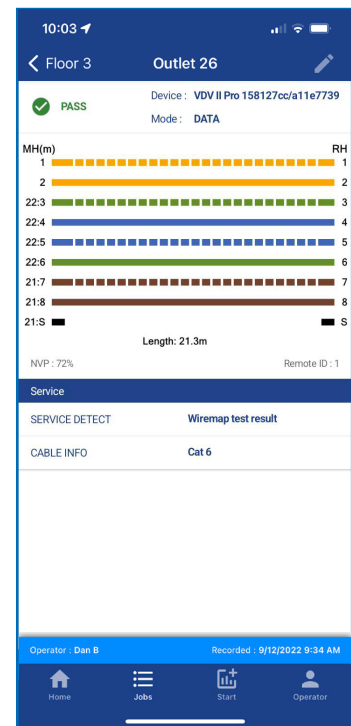 10:03
Floor 3 Outlet 26
PASS
Device : VDV II Pro 158127cc/a11e7739
Mode : DATA
MH(m) RH
1 1
2 2
22:3 3
22:4 4
22:5 5
22:6 6
21:7 7
21:8 8
21:S S
Length: 21.3m
NVP : 72% Remote ID : 1
Service
SERVICE DETECT Wiremap test result
CABLE INFO Cat 6
Operator : Dan B Recorded : 9/12/2022 9:34 AM
Home Jobs Start Operator